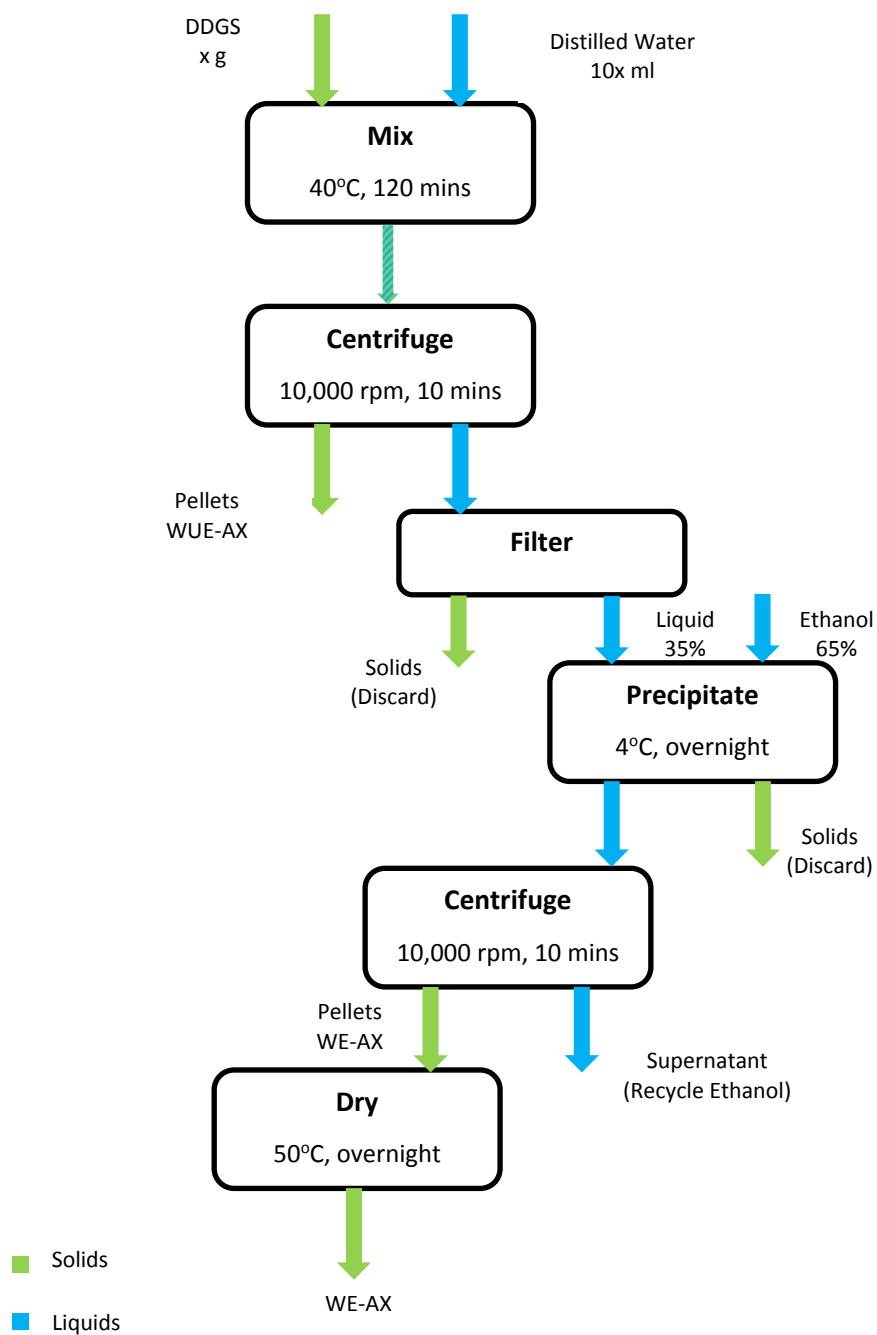 DDGS
x g
Distilled Water
10x ml
Mix
40°C, 120 mins
Centrifuge
10,000 rpm, 10 mins
Pellets
WUE-AX
Filter
Solids
(Discard)
Liquid
35%
Ethanol
65%
Precipitate
4°C, overnight
Solids
(Discard)
Centrifuge
10,000 rpm, 10 mins
Pellets
WE-AX
Supernatant
(Recycle Ethanol)
Dry
50°C, overnight
WE-AX
Solids
Liquids